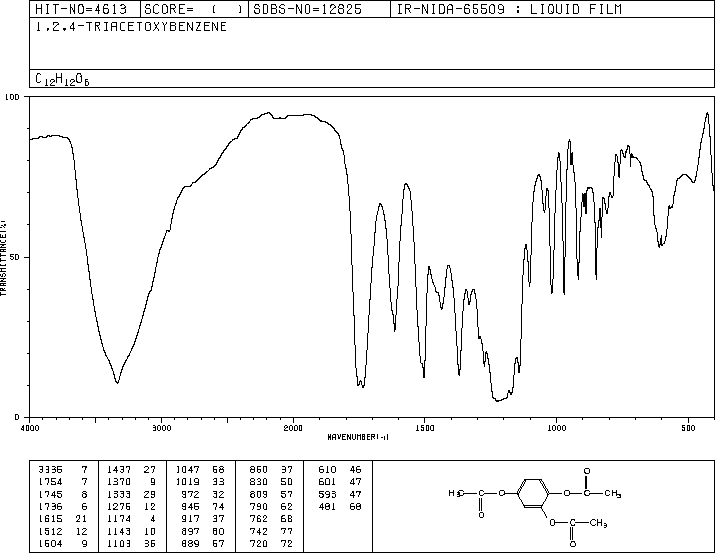 HIT-NO=4613 SCORE= ( ) SDBS-NO=12825 IR-NIDA-65509 : LIQUID FILM
1,2,4-TRIACETOXYBENZENE
C12H12O6
100
50
0
TRANSMITTANCE(%)
4000 3000 2000 1500 1000 500
WAVENUMBER(-1)
3336 7 1437 27 1047 68 860 37 610 46
1754 7 1370 9 1019 33 830 50 601 47
1745 8 1333 29 972 32 809 57 593 47
1736 6 1276 12 946 74 790 62 481 68
1615 21 1174 4 917 37 762 68
1512 12 1143 10 897 60 742 77
1504 9 1103 36 889 67 720 72
O O
H3C C O O C CH3
O O C CH3
O